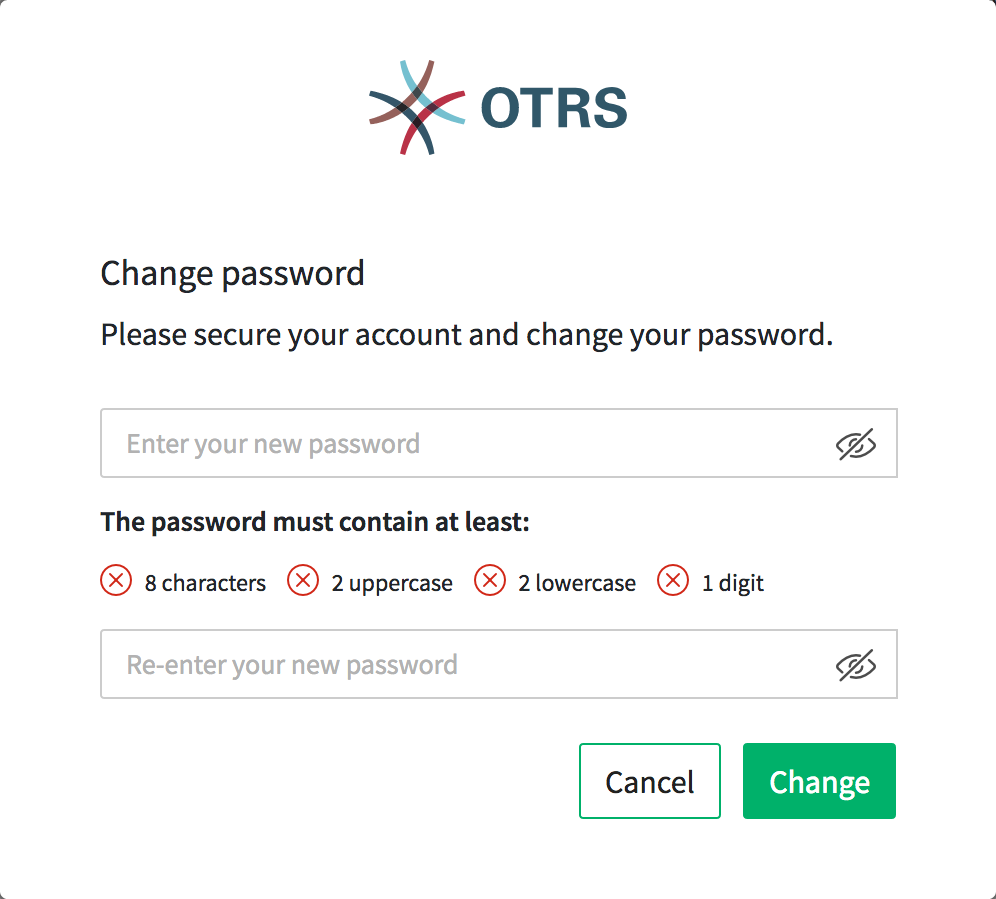 OTRS
Change password
Please secure your account and change your password.
Enter your new password
The password must contain at least:
8 characters 2 uppercase 2 lowercase 1 digit
Re-enter your new password
Cancel Change